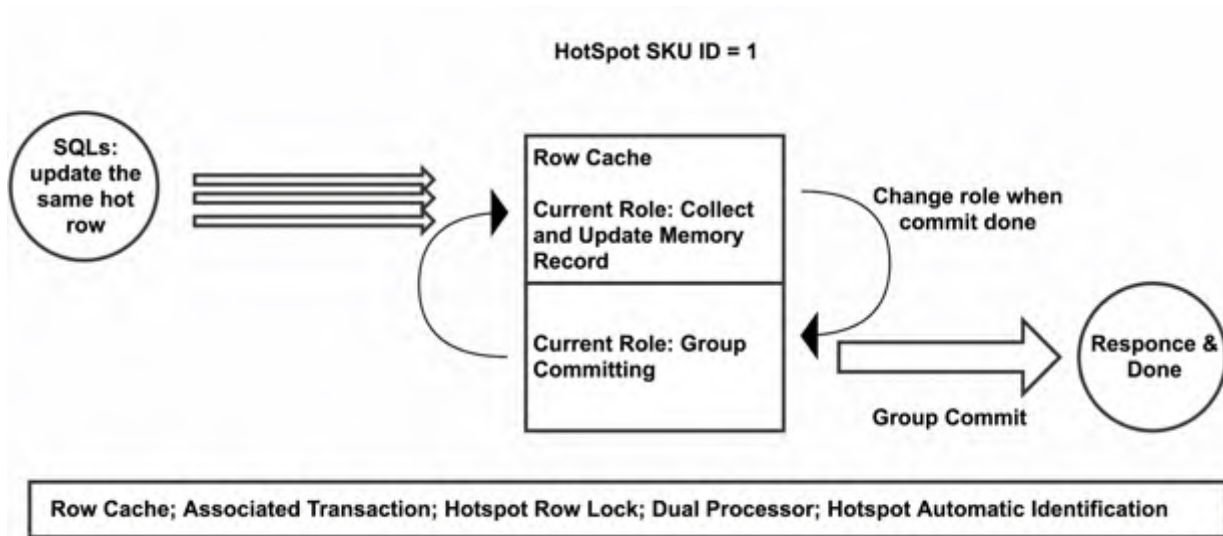 HotSpot SKU ID = 1
SQLs:
update the
same hot
row
Row Cache
Current Role: Collect
and Update Memory
Record
Change role when
commit done
Current Role: Group
Committing
Responce &
Done
Group Commit
Row Cache; Associated Transaction; Hotspot Row Lock; Dual Processor; Hotspot Automatic Identification